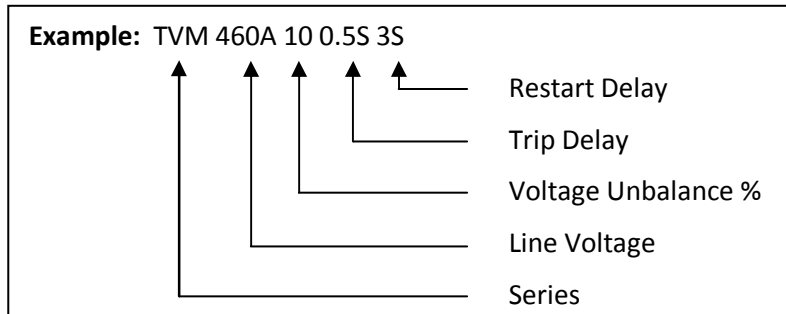 Example: TVM 460A 10 0.5S 3S
Restart Delay
Trip Delay
Voltage Unbalance %
Line Voltage
Series